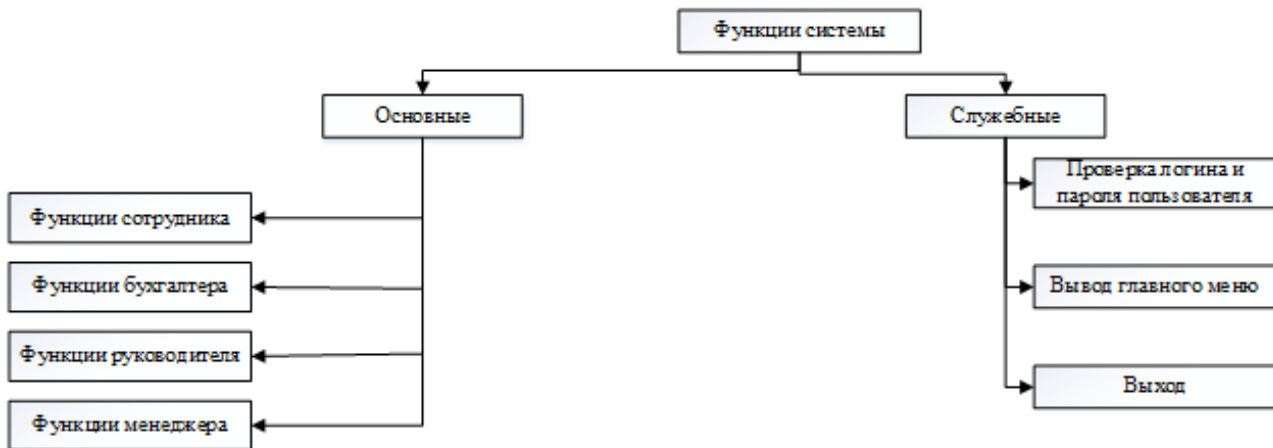 Функции системы
Основные
Служебные
Проверка логина и
пароля пользователя
Функции сотрудника
Функции бухгалтера
Вывод главного меню
Функции руководителя
Выход
Функции менеджера